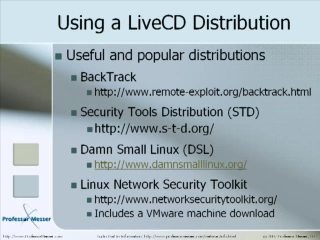 Using a LiveCD Distribution
Useful and popular distributions
BackTrack
http://www.remote-exploit.org/backtrack.html
Security Tools Distribution (STD)
http://www.s-t-d.org/
Damn Small Linux (DSL)
http://www.damnsmalllinux.org/
Linux Network Security Toolkit
http://www.networksecuritytoolkit.org/
Includes a VMware machine download
Professor Messer